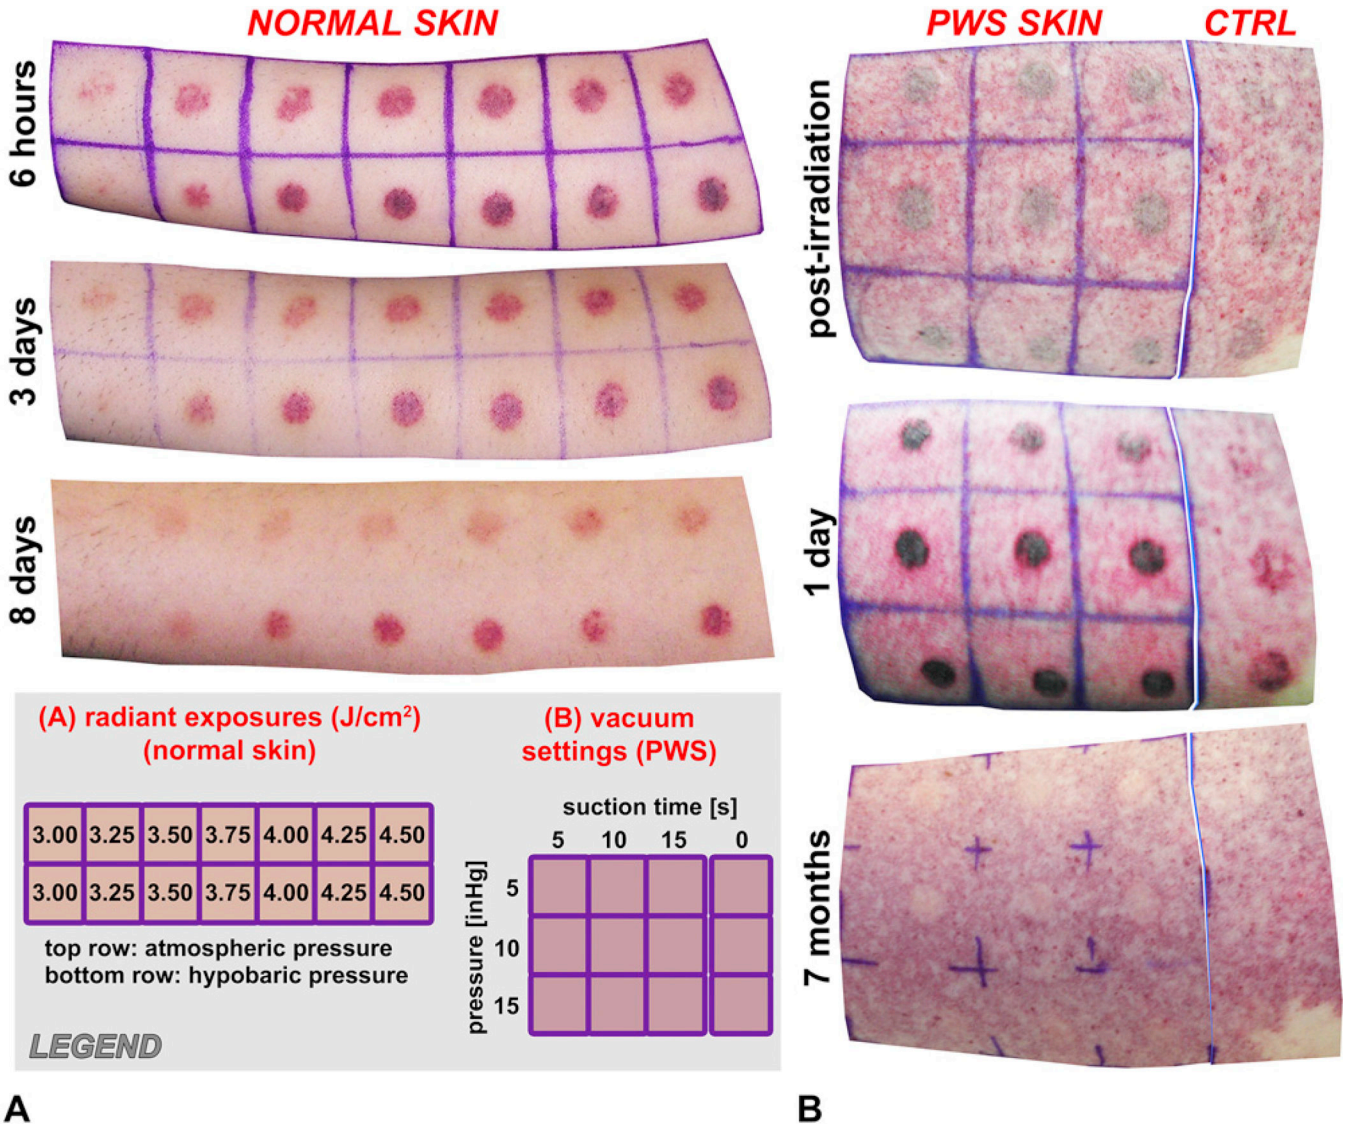 NORMAL SKIN
PWS SKIN CTRL
6 hours
3 days
8 days
post-irradiation
1 day
7 months
(A) radiant exposures (J/cm²)
(normal skin)
3.00 3.25 3.50 3.75 4.00 4.25 4.50
3.00 3.25 3.50 3.75 4.00 4.25 4.50
top row: atmospheric pressure
bottom row: hypobaric pressure
LEGEND
(B) vacuum
settings (PWS)
suction time [s]
5 10 15 0
pressure [inHg]
5
10
15
A
B